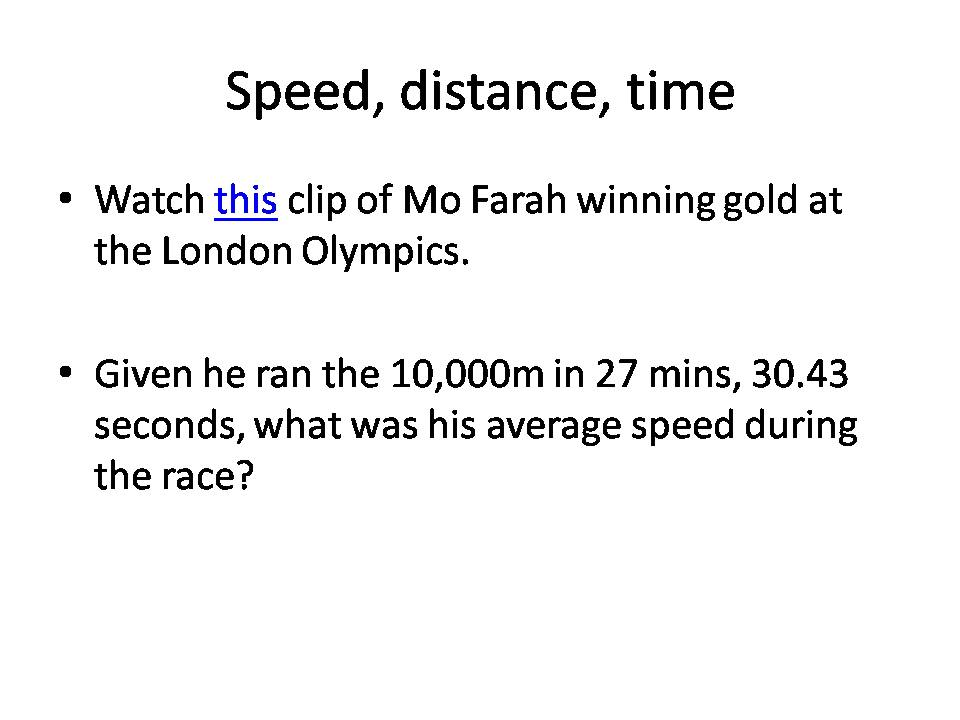 Speed, distance, time
• Watch this clip of Mo Farah winning gold at
the London Olympics.
• Given he ran the 10,000m in 27 mins, 30.43
seconds, what was his average speed during
the race?